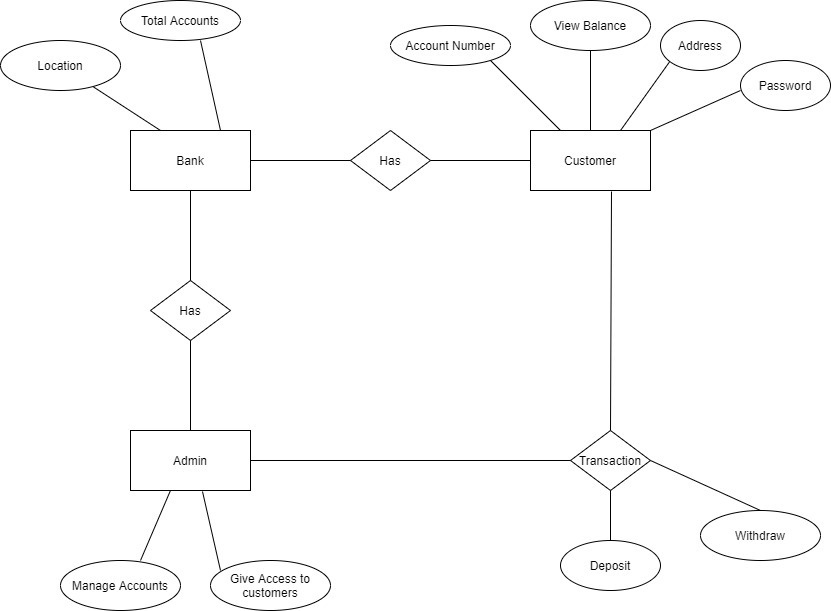 Total Accounts
Location
Account Number
View Balance
Address
Password
Bank
Has
Customer
Has
Admin
Transaction
Manage Accounts
Give Access to
customers
Deposit
Withdraw